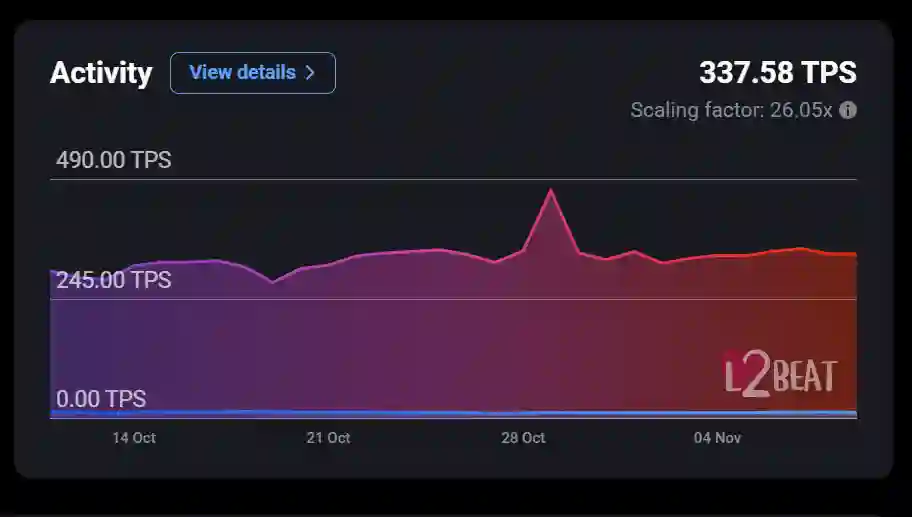 Activity
View details
337.58 TPS
Scaling factor: 26.05x
490.00 TPS
245.00 TPS
0.00 TPS
L2BEAT
14 Oct
21 Oct
28 Oct
04 Nov